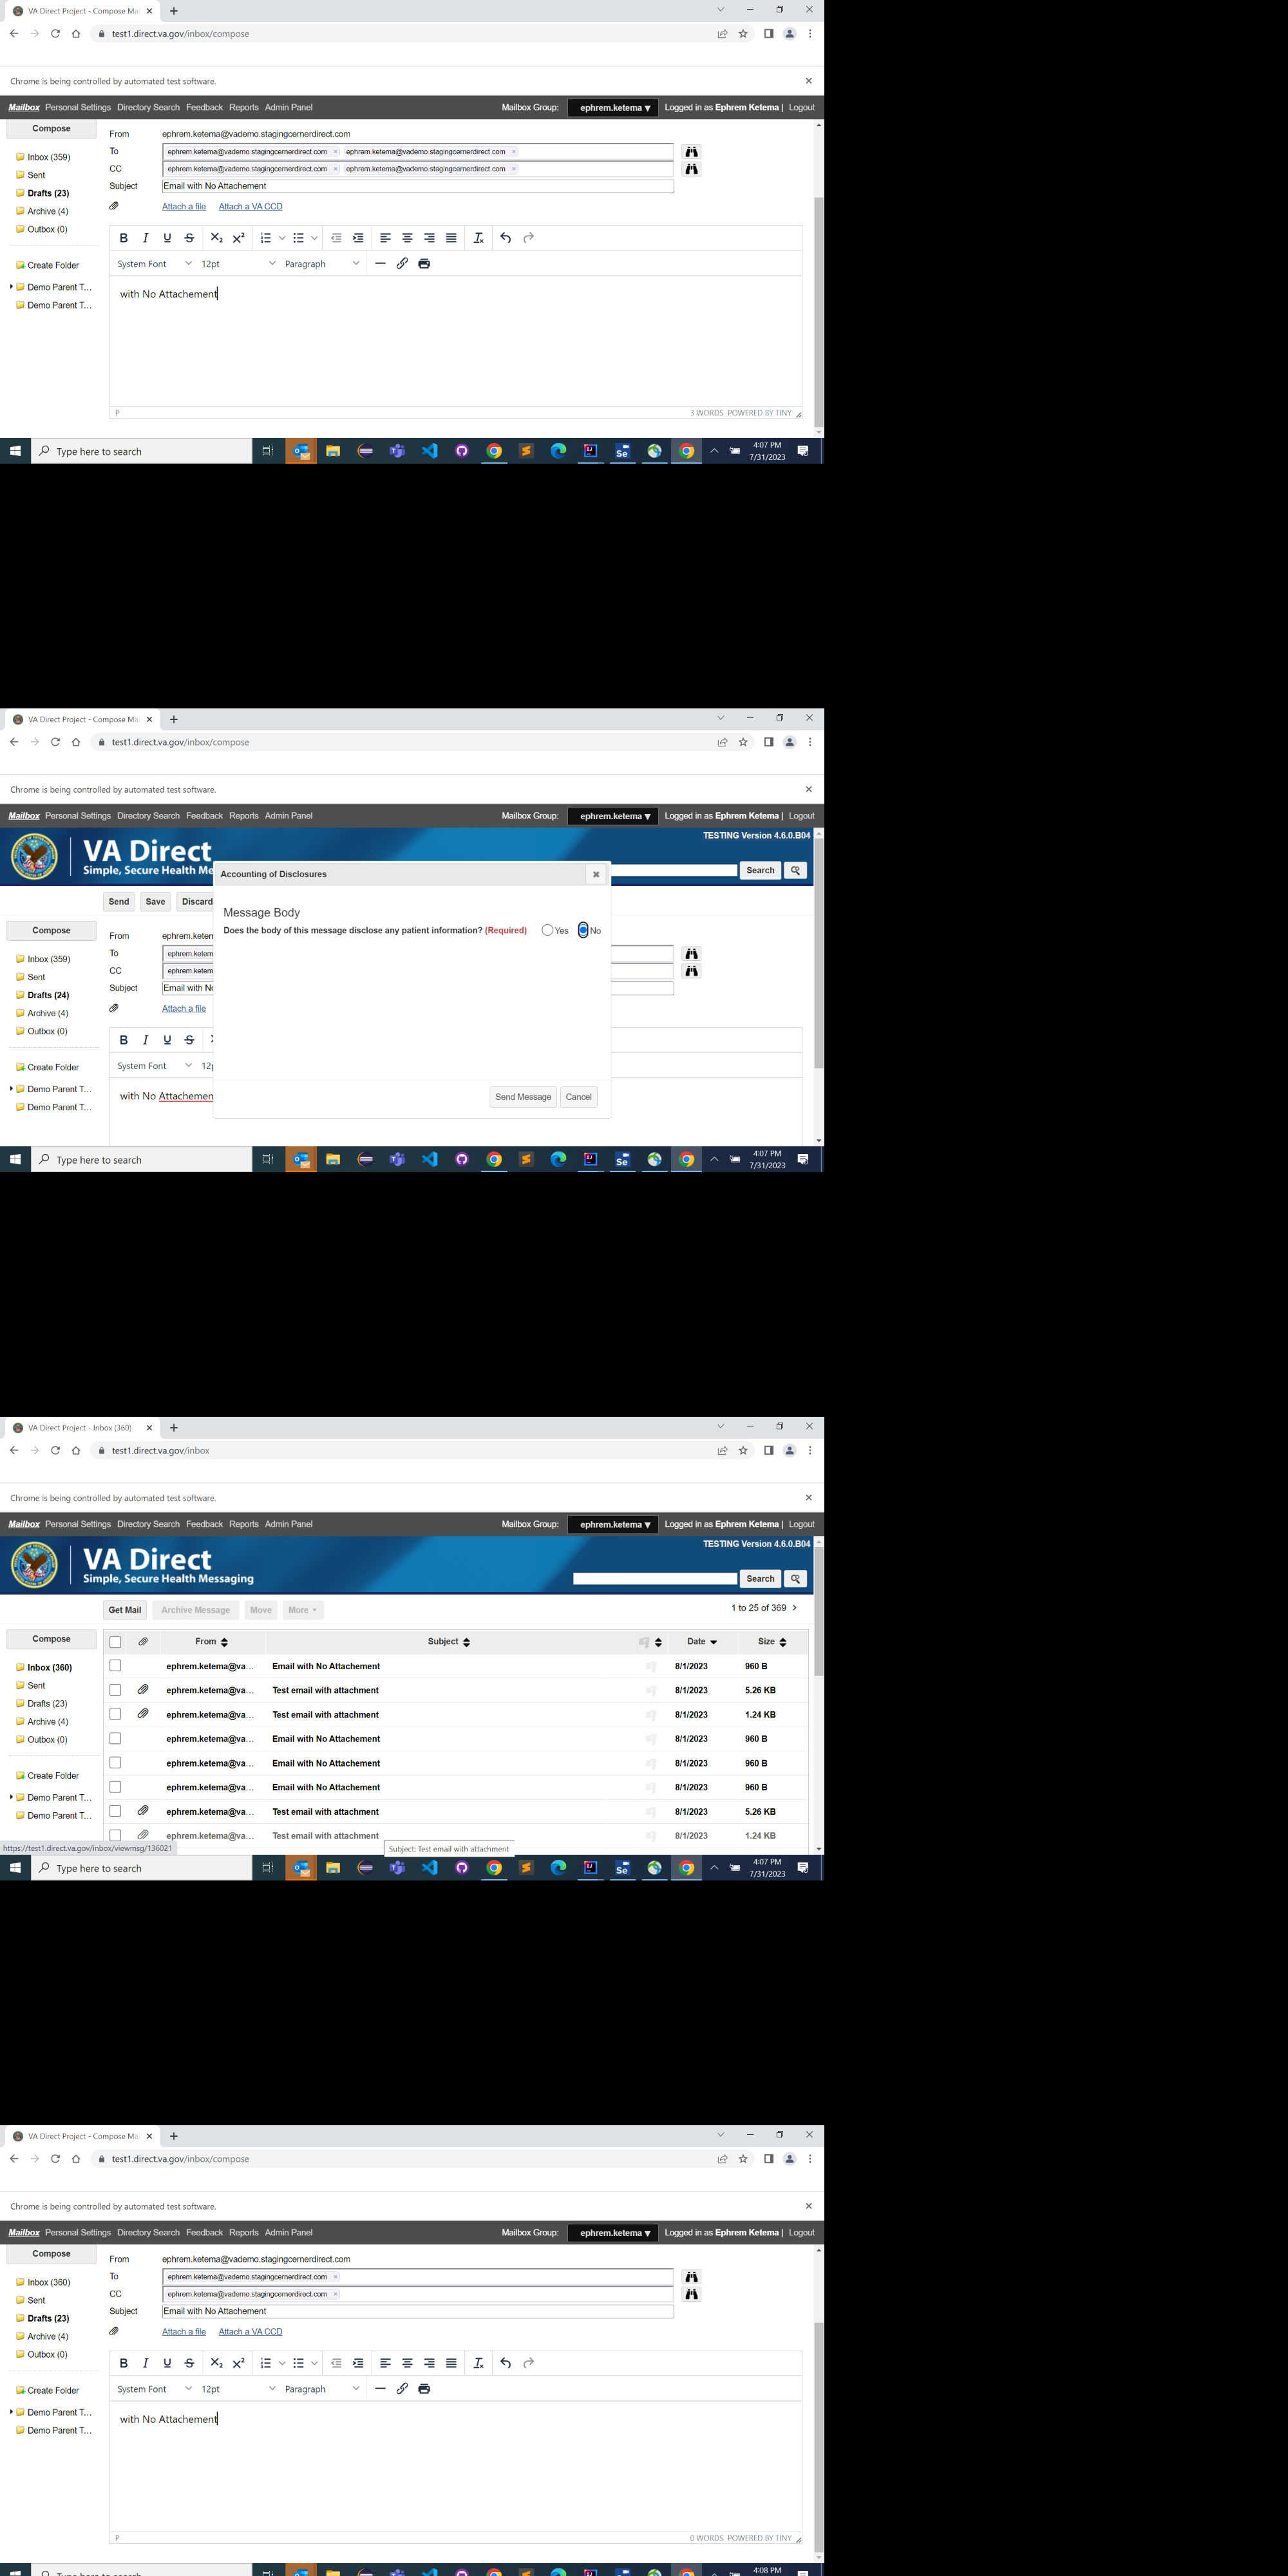 VA Direct Project - Compose Ma
test1.direct.va.gov/inbox/compose
Chrome is being controlled by automated test software.
Mailbox Personal Settings Directory Search Feedback Reports Admin Panel Mailbox Group: ephrem.ketema ▼ Logged in as Ephrem Ketema | Logout
Compose
From ephrem.ketema@vademo.stagingcernerdirect.com
To ephrem.ketema@vademo.stagingcernerdirect.com × ephrem.ketema@vademo.stagingcernerdirect.com ×
Inbox (359)
CC ephrem.ketema@vademo.stagingcernerdirect.com × ephrem.ketema@vademo.stagingcernerdirect.com ×
Sent
Subject Email with No Attachement
Drafts (23)
Attach a file Attach a VA CCD
Archive (4)
Outbox (0)
System Font 12pt Paragraph
Create Folder
Demo Parent T...
with No Attachement
Demo Parent T...
P 3 WORDS POWERED BY TINY
Type here to search
4:07 PM
7/31/2023
VA Direct Project - Compose Ma
test1.direct.va.gov/inbox/compose
Chrome is being controlled by automated test software.
Mailbox Personal Settings Directory Search Feedback Reports Admin Panel Mailbox Group: ephrem.ketema ▼ Logged in as Ephrem Ketema | Logout
TESTING Version 4.6.0.B04
VA Direct
Simple, Secure Health Me
Search
Accounting of Disclosures
Send Save Discard
Message Body
Does the body of this message disclose any patient information? (Required) Yes No
Compose
From ephrem.keten
To ephrem.ketem
Inbox (359)
CC ephrem.ketem
Sent
Subject Email with No
Drafts (24)
Attach a file
Archive (4)
Outbox (0)
System Font 12p
Create Folder
Demo Parent T...
with No Attachemen
Send Message Cancel
Demo Parent T...
Type here to search
4:07 PM
7/31/2023
VA Direct Project - Inbox (360)
test1.direct.va.gov/inbox
Chrome is being controlled by automated test software.
Mailbox Personal Settings Directory Search Feedback Reports Admin Panel Mailbox Group: ephrem.ketema ▼ Logged in as Ephrem Ketema | Logout
TESTING Version 4.6.0.B04
VA Direct
Simple, Secure Health Messaging
Search
Get Mail Archive Message Move More 1 to 25 of 369
Compose
From Subject Date Size
Inbox (360)
Sent
Drafts (23)
Archive (4)
Outbox (0)
Create Folder
Demo Parent T...
Demo Parent T...
ephrem.ketema@va... Email with No Attachement 8/1/2023 960 B
ephrem.ketema@va... Test email with attachment 8/1/2023 5.26 KB
ephrem.ketema@va... Test email with attachment 8/1/2023 1.24 KB
ephrem.ketema@va... Email with No Attachement 8/1/2023 960 B
ephrem.ketema@va... Email with No Attachement 8/1/2023 960 B
ephrem.ketema@va... Email with No Attachement 8/1/2023 960 B
ephrem.ketema@va... Test email with attachment 8/1/2023 5.26 KB
ephrem.ketema@va... Test email with attachment 8/1/2023 1.24 KB
https://test1.direct.va.gov/inbox/viewmsg/136021
Subject: Test email with attachment
Type here to search
4:07 PM
7/31/2023
VA Direct Project - Compose Ma
test1.direct.va.gov/inbox/compose
Chrome is being controlled by automated test software.
Mailbox Personal Settings Directory Search Feedback Reports Admin Panel Mailbox Group: ephrem.ketema ▼ Logged in as Ephrem Ketema | Logout
Compose
From ephrem.ketema@vademo.stagingcernerdirect.com
To ephrem.ketema@vademo.stagingcernerdirect.com ×
Inbox (360)
CC ephrem.ketema@vademo.stagingcernerdirect.com ×
Sent
Subject Email with No Attachement
Drafts (23)
Attach a file Attach a VA CCD
Archive (4)
Outbox (0)
System Font 12pt Paragraph
Create Folder
Demo Parent T...
with No Attachement
Demo Parent T...
P 0 WORDS POWERED BY TINY
Type here to search
4:08 PM